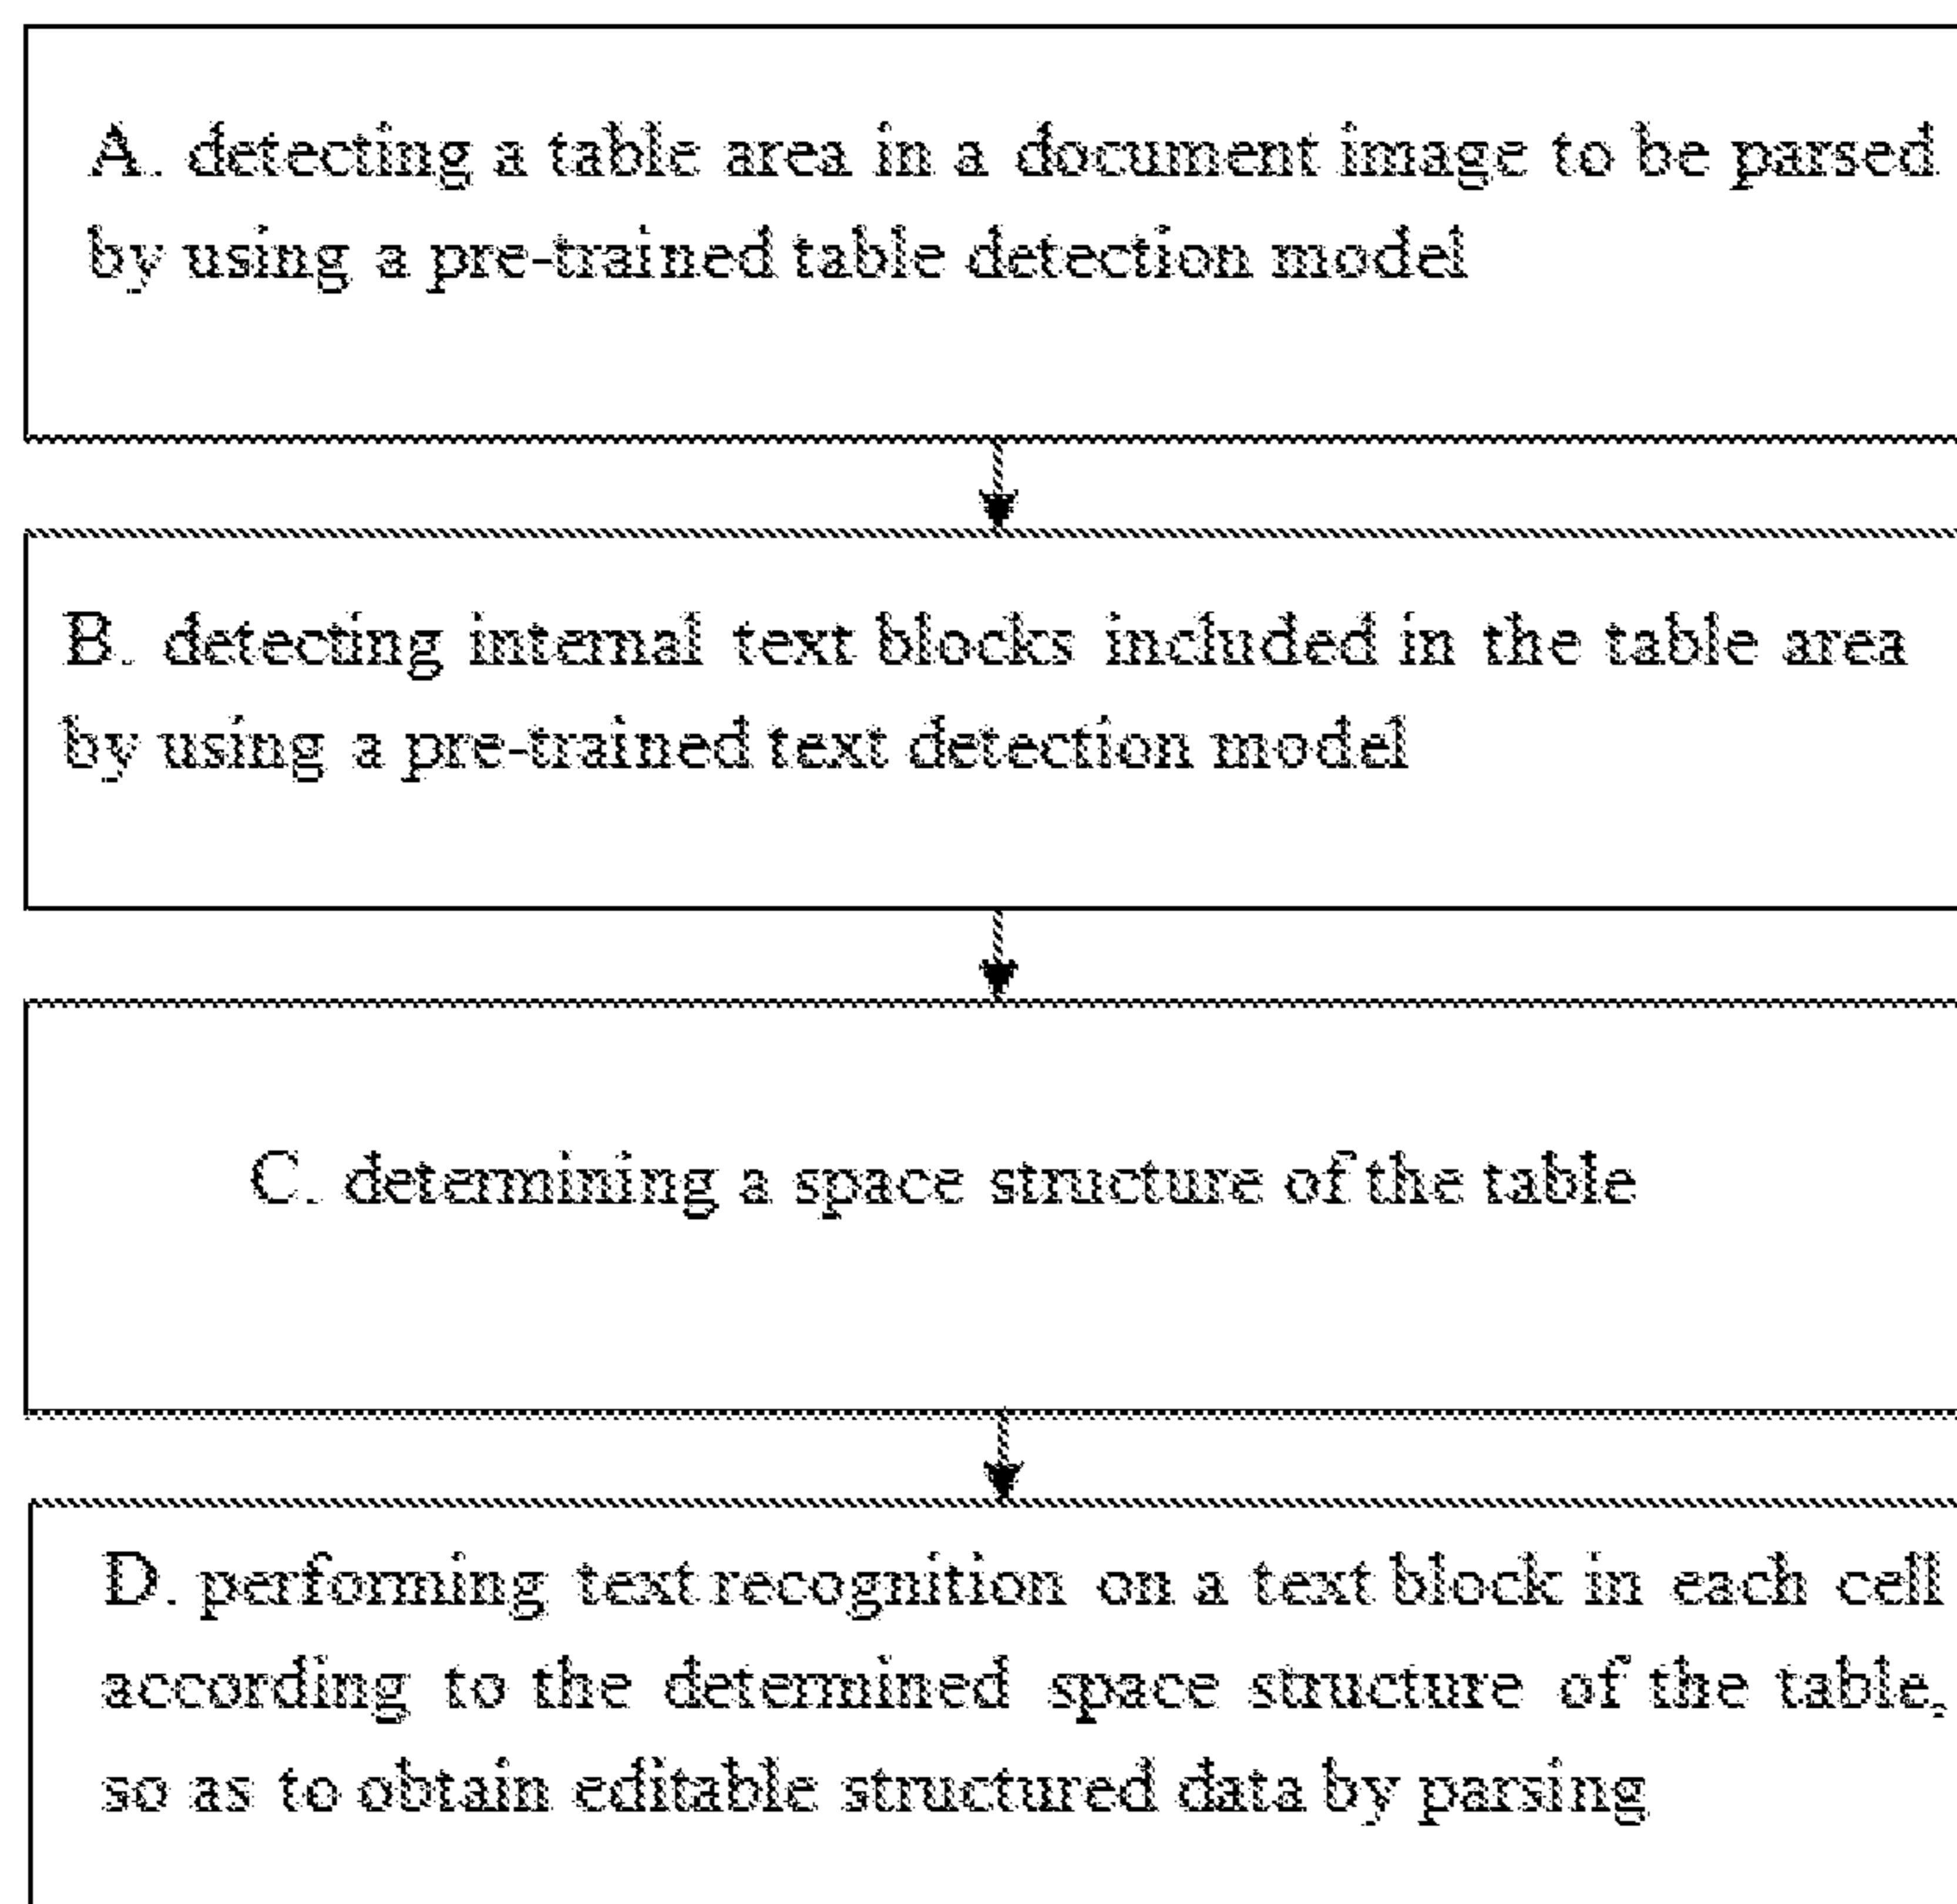 A. detecting a table area in a document image to be parsed
by using a pre-trained table detection model
B. detecting internal text blocks included in the table area
by using a pre-trained text detection model
C. determining a space structure of the table
D. performing text recognition on a text block in each cell
according to the determined space structure of the table,
so as to obtain editable structured data by parsing